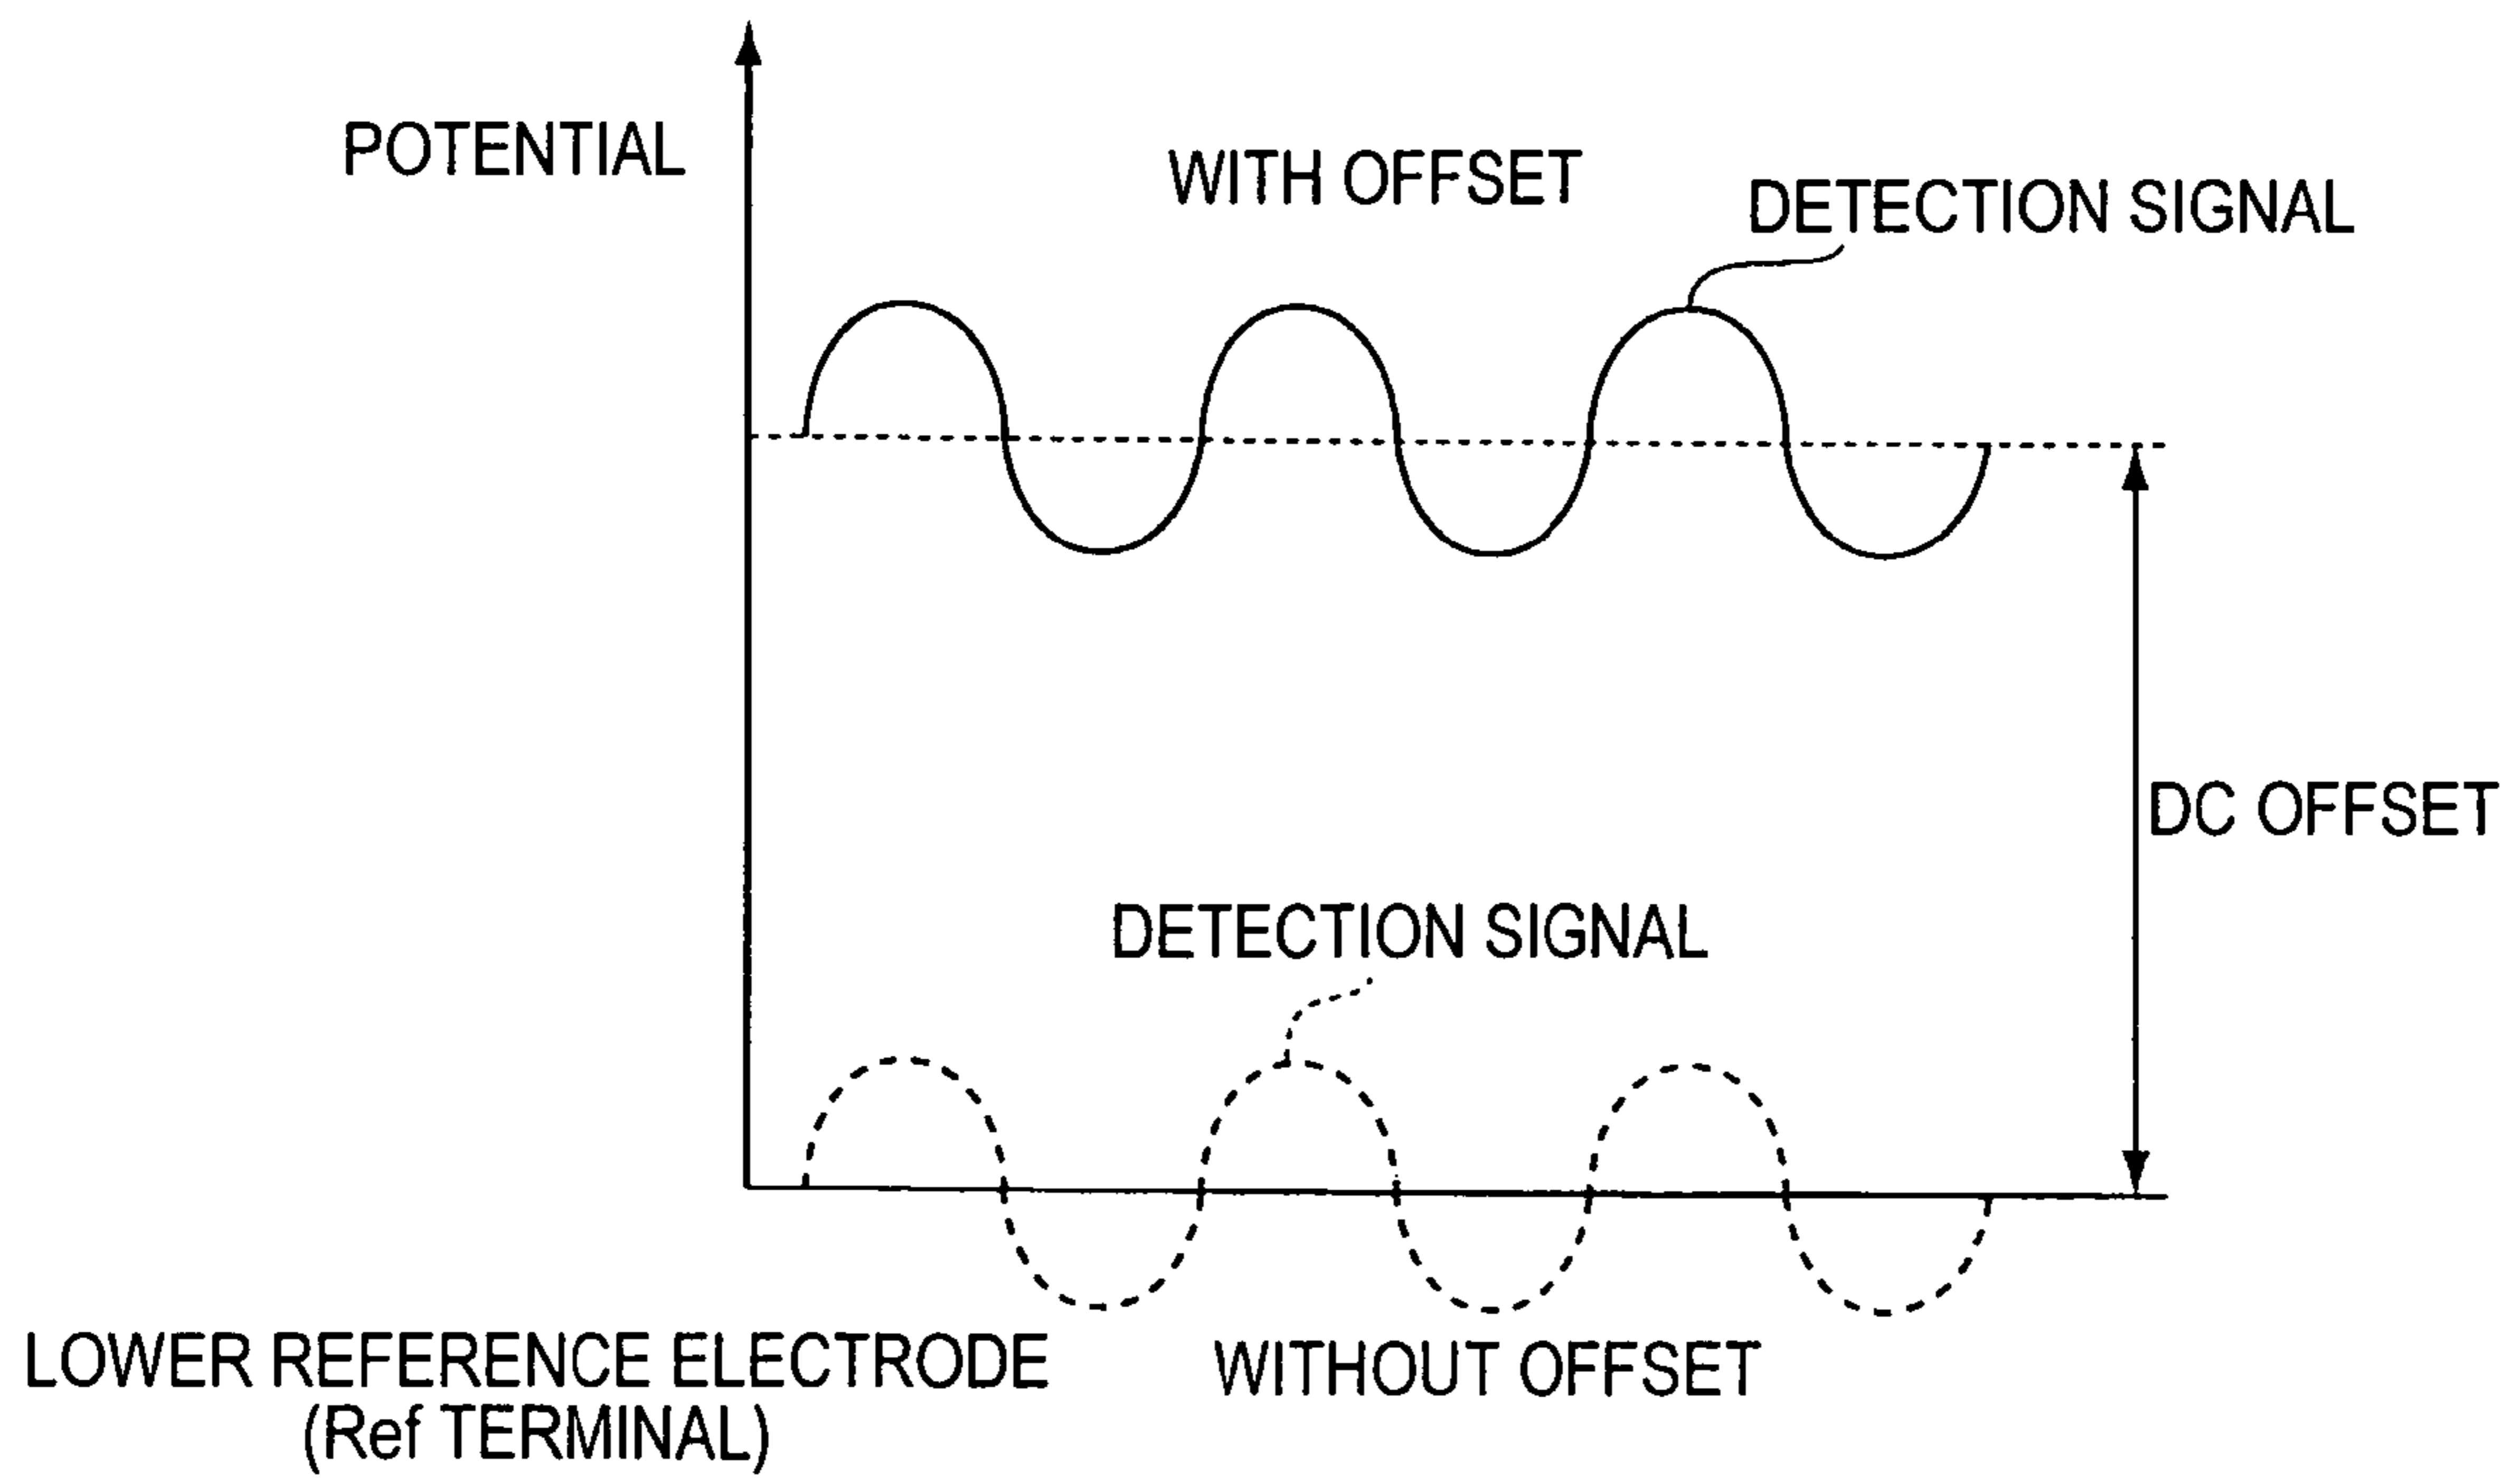 POTENTIAL
WITH OFFSET
DETECTION SIGNAL
DC OFFSET
DETECTION SIGNAL
LOWER REFERENCE ELECTRODE
(Ref TERMINAL)
WITHOUT OFFSET